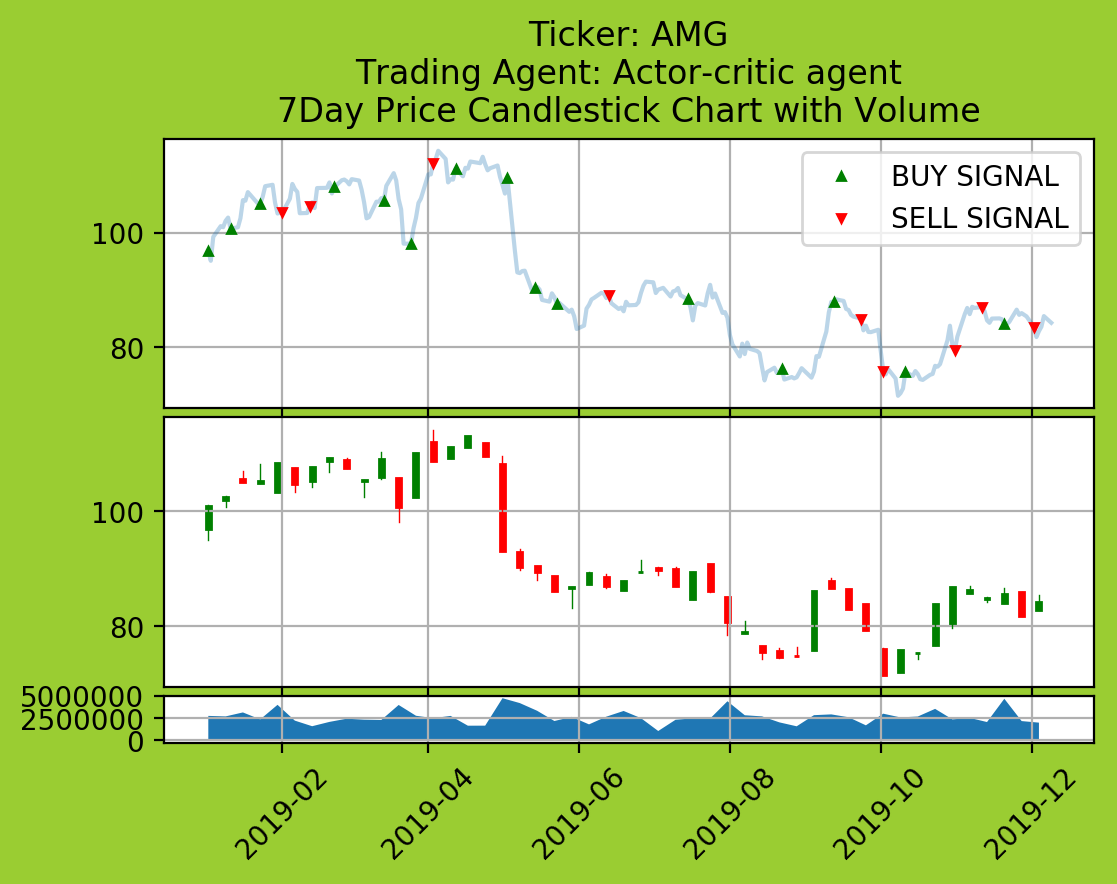 Ticker: AMG
Trading Agent: Actor-critic agent
7Day Price Candlestick Chart with Volume
BUY SIGNAL
SELL SIGNAL
100
80
100
80
5000000
2500000
0
2019-02
2019-04
2019-06
2019-08
2019-10
2019-12